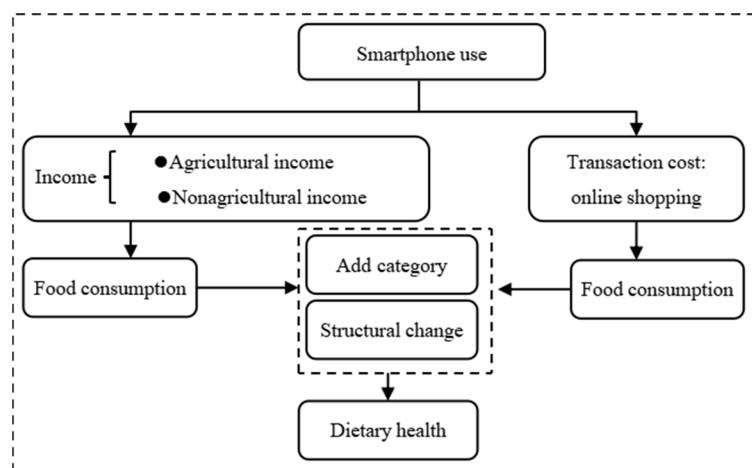 Smartphone use
Income
●Agricultural income
●Nonagricultural income
Transaction cost:
online shopping
Food consumption
Add category
Structural change
Food consumption
Dietary health